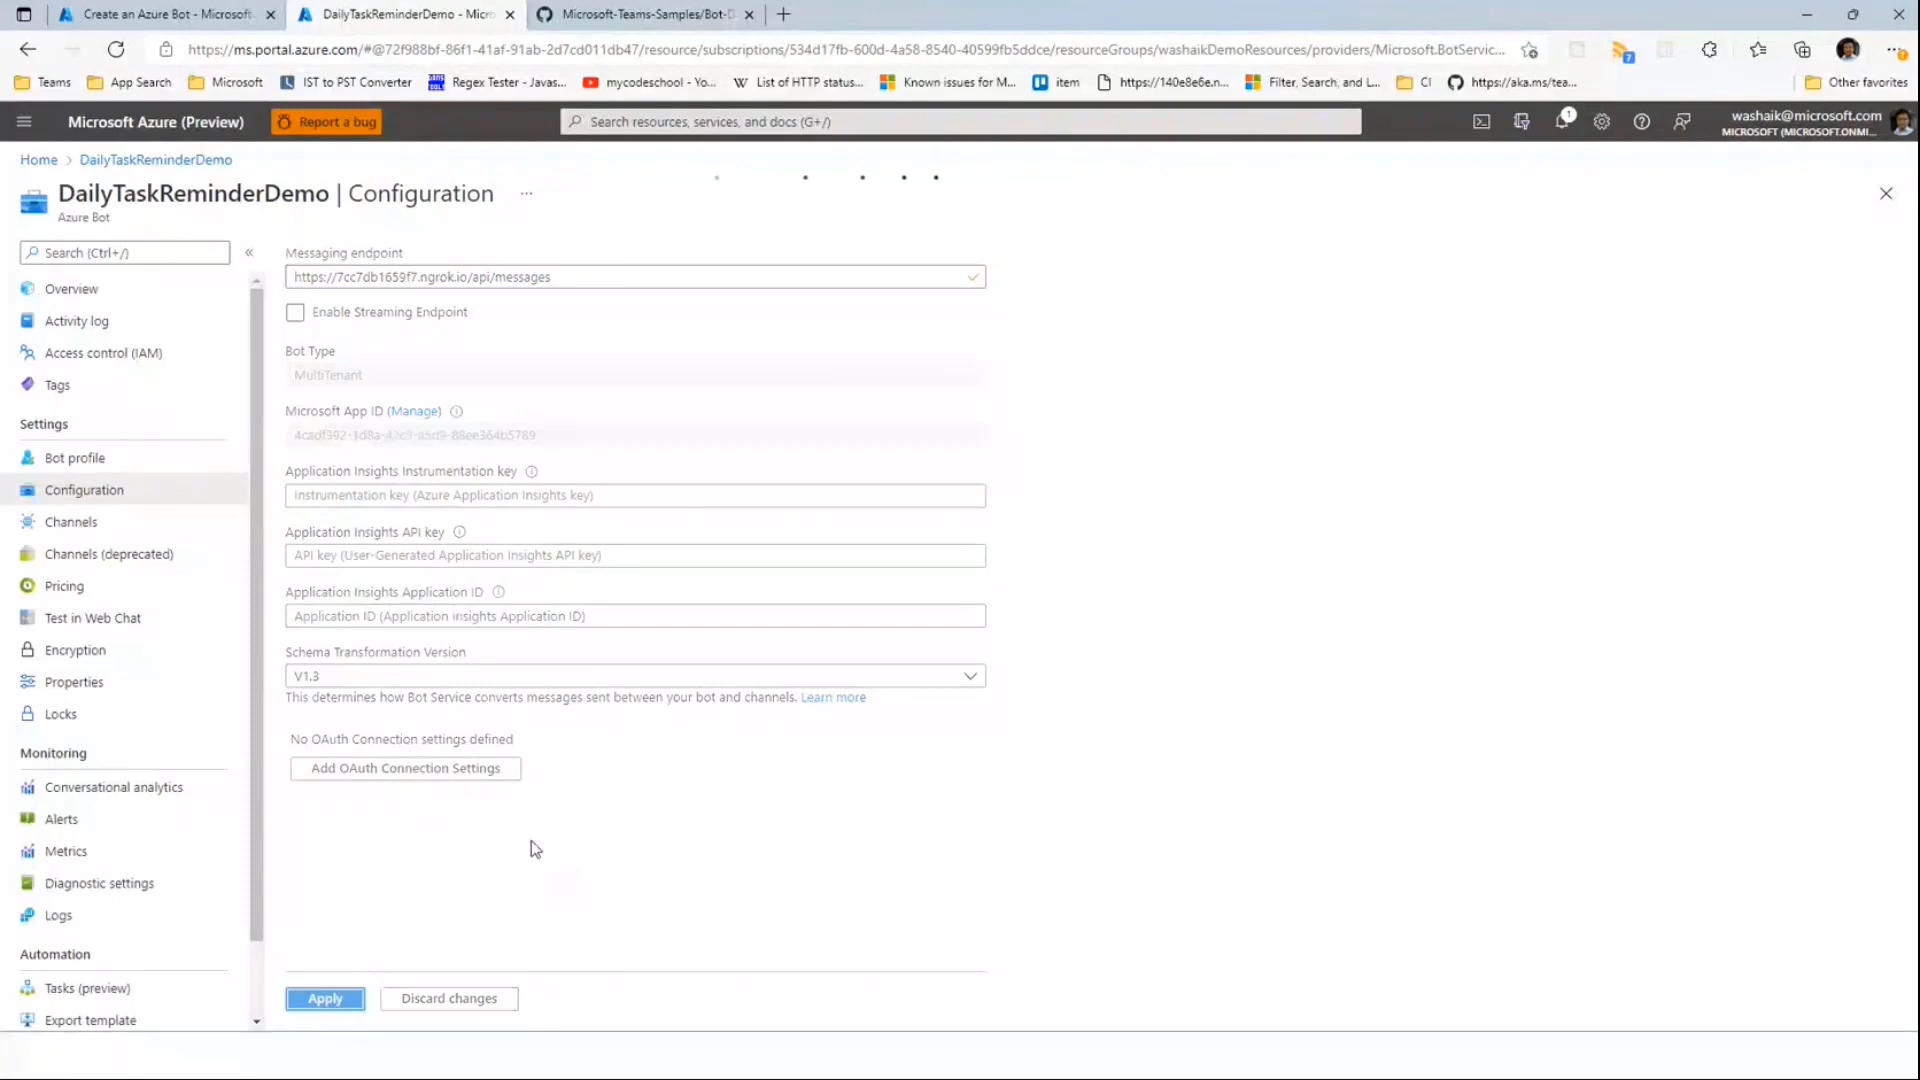 Create an Azure Bot - Microsoft
DailyTaskReminderDemo - Micr
Microsoft-Teams-Samples/Bot-D
https://ms.portal.azure.com/#@72f988bf-86f1-41af-91ab-2d7cd011db47/resource/subscriptions/534d17fb-600d-4a58-8540-40599fb5ddce/resourceGroups/washaikDemoResources/providers/Microsoft.BotServic...
7
Teams
App Search
Microsoft
IST to PST Converter
Regex Tester - Javas...
mycodeschool - Yo...
List of HTTP status...
Known issues for M...
item
https://140e8e6e.n...
Filter, Search, and L...
CI
https://aka.ms/tea...
Other favorites
Microsoft Azure (Preview)
Report a bug
Search resources, services, and docs (G+/)
1
washaik@microsoft.com
MICROSOFT (MICROSOFT.ONMI...
Home > DailyTaskReminderDemo
DailyTaskReminderDemo | Configuration ...
Azure Bot
Search (Ctrl+/)
«
Overview
Activity log
Access control (IAM)
Tags
Settings
Bot profile
Configuration
Channels
Channels (deprecated)
Pricing
Test in Web Chat
Encryption
Properties
Locks
Monitoring
Conversational analytics
Alerts
Metrics
Diagnostic settings
Logs
Automation
Tasks (preview)
Export template
Messaging endpoint
https://7cc7db1659f7.ngrok.io/api/messages
Enable Streaming Endpoint
Bot Type
MultiTenant
Microsoft App ID (Manage)
4cadf392-1d8a-42c3-a5d9-88ee364b5789
Application Insights Instrumentation key
Instrumentation key (Azure Application Insights key)
Application Insights API key
API key (User-Generated Application Insights API key)
Application Insights Application ID
Application ID (Application Insights Application ID)
Schema Transformation Version
V1.3
This determines how Bot Service converts messages sent between your bot and channels. Learn more
No OAuth Connection settings defined
Add OAuth Connection Settings
Apply
Discard changes